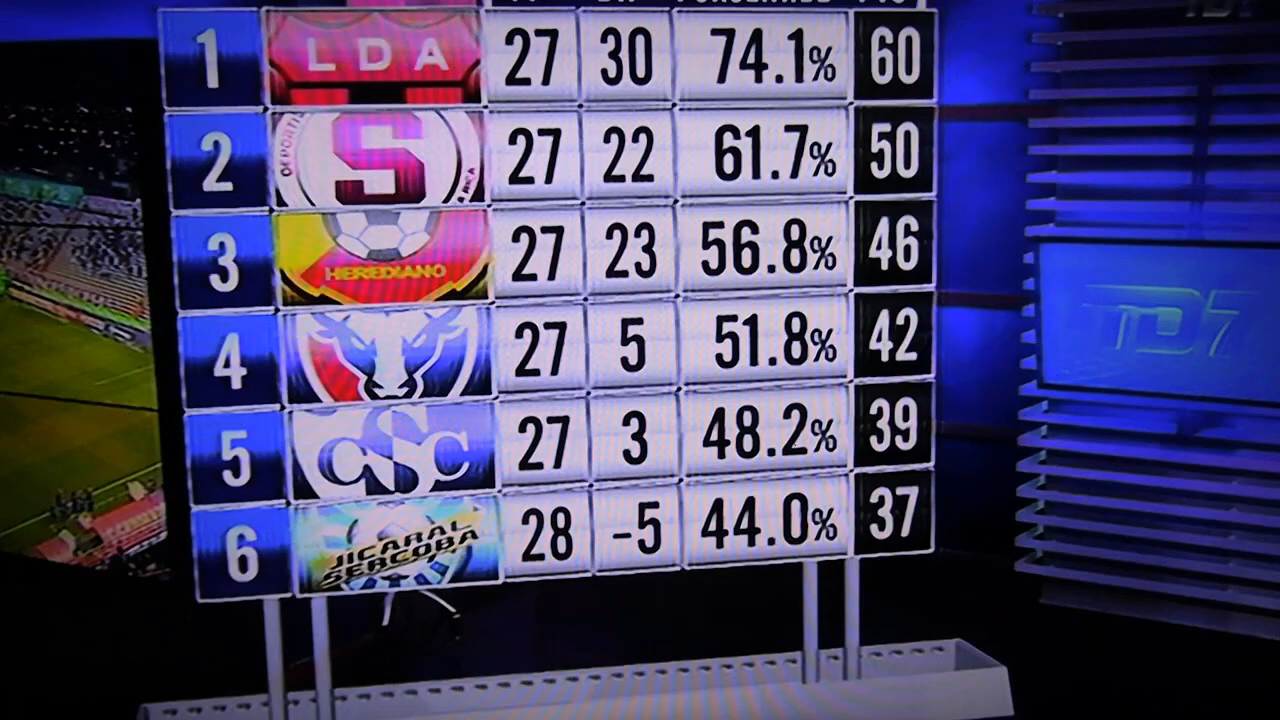 1 LDA 27 30 74.1% 60
2 S 27 22 61.7% 50
3 HEREDIANO 27 23 56.8% 46
4 27 5 51.8% 42
5 CSC 27 3 48.2% 39
6 JICARAL SERCOBA 28 -5 44.0% 37
TD7